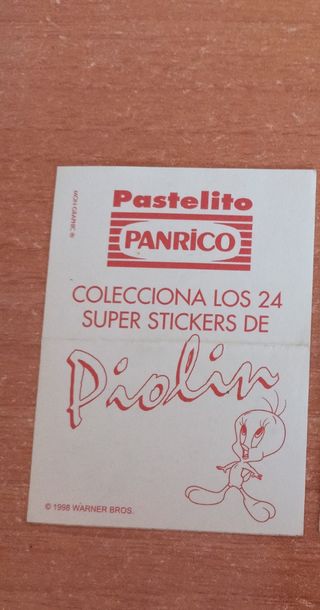 Pastelito
PANRICO
COLECCIONA LOS 24
SUPER STICKERS DE
Piolin
© 1998 WARNER BROS.